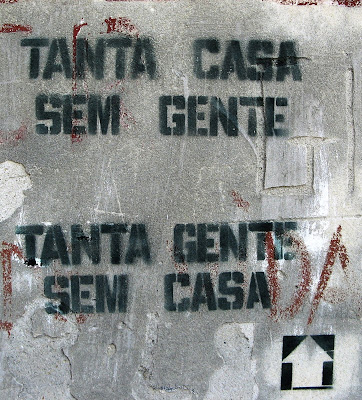 TANTA CASA
SEM GENTE
TANTA GENTE
SEM CASA